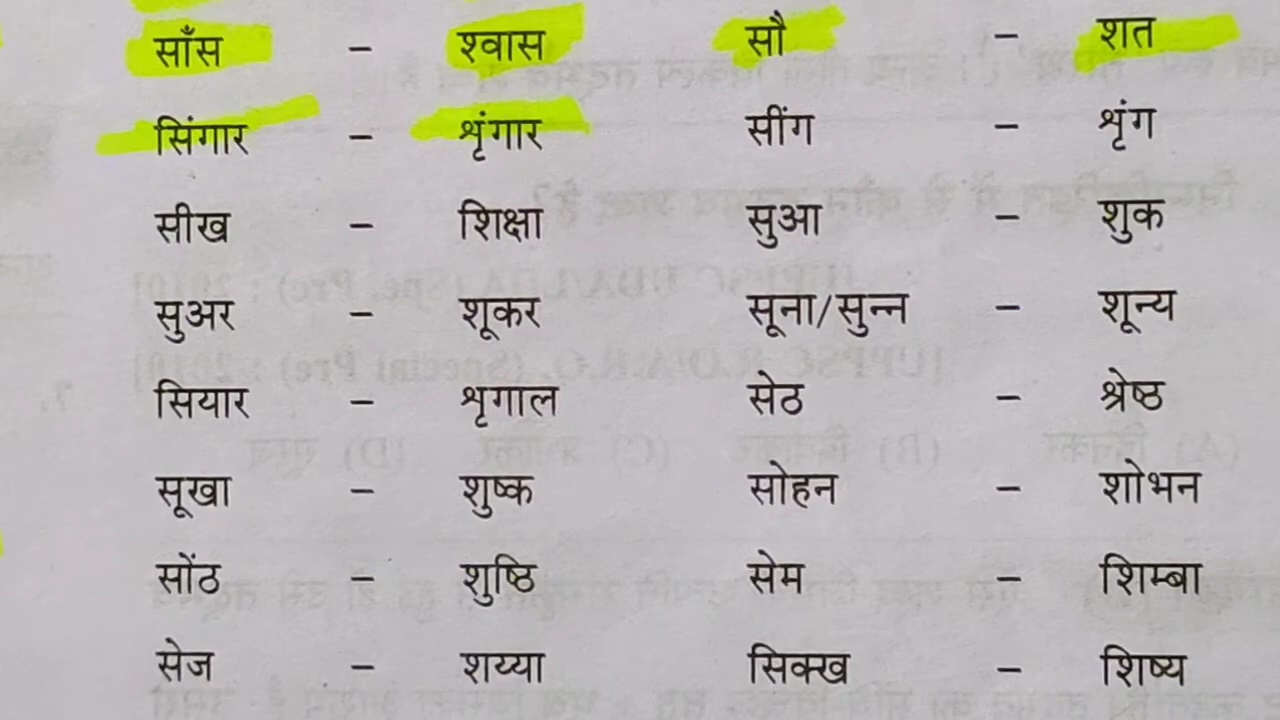 साँस – श्वास सौ – शत
सिंगार – शृंगार सींग – शृंग
सीख – शिक्षा सुआ – शुक
सुअर – शूकर सूना/सुन्न – शून्य
सियार – शृगाल सेठ – श्रेष्ठ
सूखा – शुष्क सोहन – शोभन
सोंठ – शुष्ठि सेम – शिम्बा
सेज – शय्या सिक्ख – शिष्य